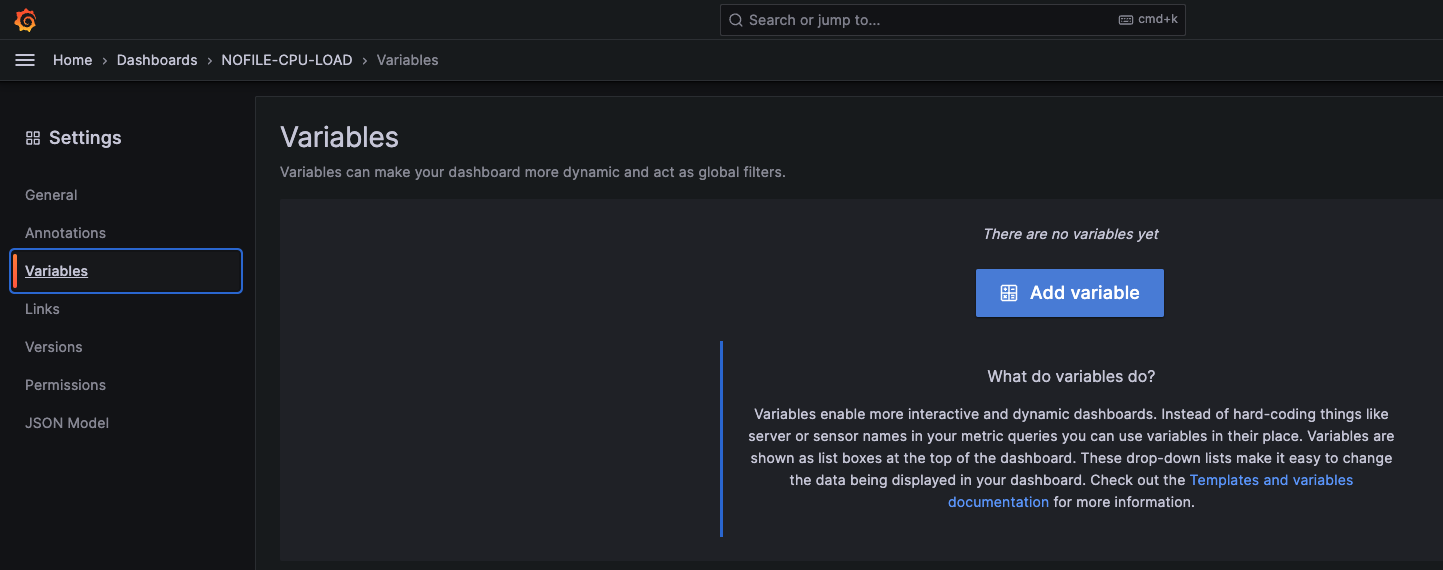 Search or jump to... cmd+k
Home › Dashboards › NOFILE-CPU-LOAD › Variables
Settings
General
Annotations
Variables
Links
Versions
Permissions
JSON Model
Variables
Variables can make your dashboard more dynamic and act as global filters.
There are no variables yet
Add variable
What do variables do?
Variables enable more interactive and dynamic dashboards. Instead of hard-coding things like
server or sensor names in your metric queries you can use variables in their place. Variables are
shown as list boxes at the top of the dashboard. These drop-down lists make it easy to change
the data being displayed in your dashboard. Check out the Templates and variables
documentation for more information.